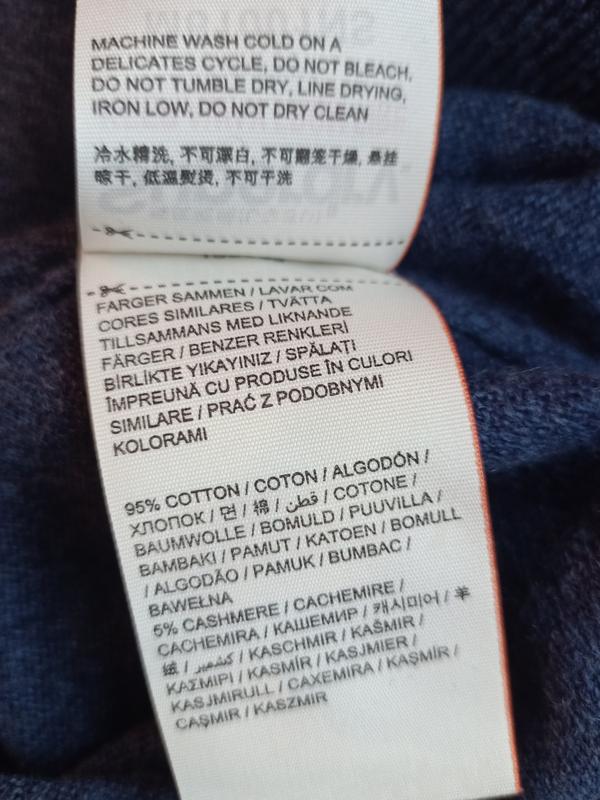 MACHINE WASH COLD ON A
DELICATES CYCLE, DO NOT BLEACH,
DO NOT TUMBLE DRY, LINE DRYING,
IRON LOW, DO NOT DRY CLEAN
冷水精洗, 不可漂白, 不可翻笼干燥, 悬挂
晾干, 低温熨烫, 不可干洗
FARGER SAMMEN / LAVAR COM
CORES SIMILARES / TVÄTTA
TILLSAMMANS MED LIKNANDE
FÄRGER / BENZER RENKLERİ
BİRLİKTE YIKAYINIZ / SPĂLAȚI
ÎMPREUNĂ CU PRODUSE ÎN CULORI
SIMILARE / PRAĆ Z PODOBNYMI
KOLORAMI
95% COTTON / COTON / ALGODÓN /
ХЛОПОК / 면 / 棉 / قطن / COTONE /
BAUMWOLLE / BOMULD / PUUVILLA /
BAMBAKI / PAMUT / KATOEN / BOMULL
/ ALGODÃO / PAMUK / BUMBAC /
BAWEŁNA
5% CASHMERE / CACHEMIRE /
CACHEMIRA / КАШЕМИР / 캐시미어 / 羊
绒 / كشمير / KASCHMIR / KAŠMIR /
ΚΑΣΜΙΡΙ / KASMÍR / KASJMIER /
KASJMIRULL / CAXEMIRA / KAŞMİR /
CAŞMIR / KASZMIR